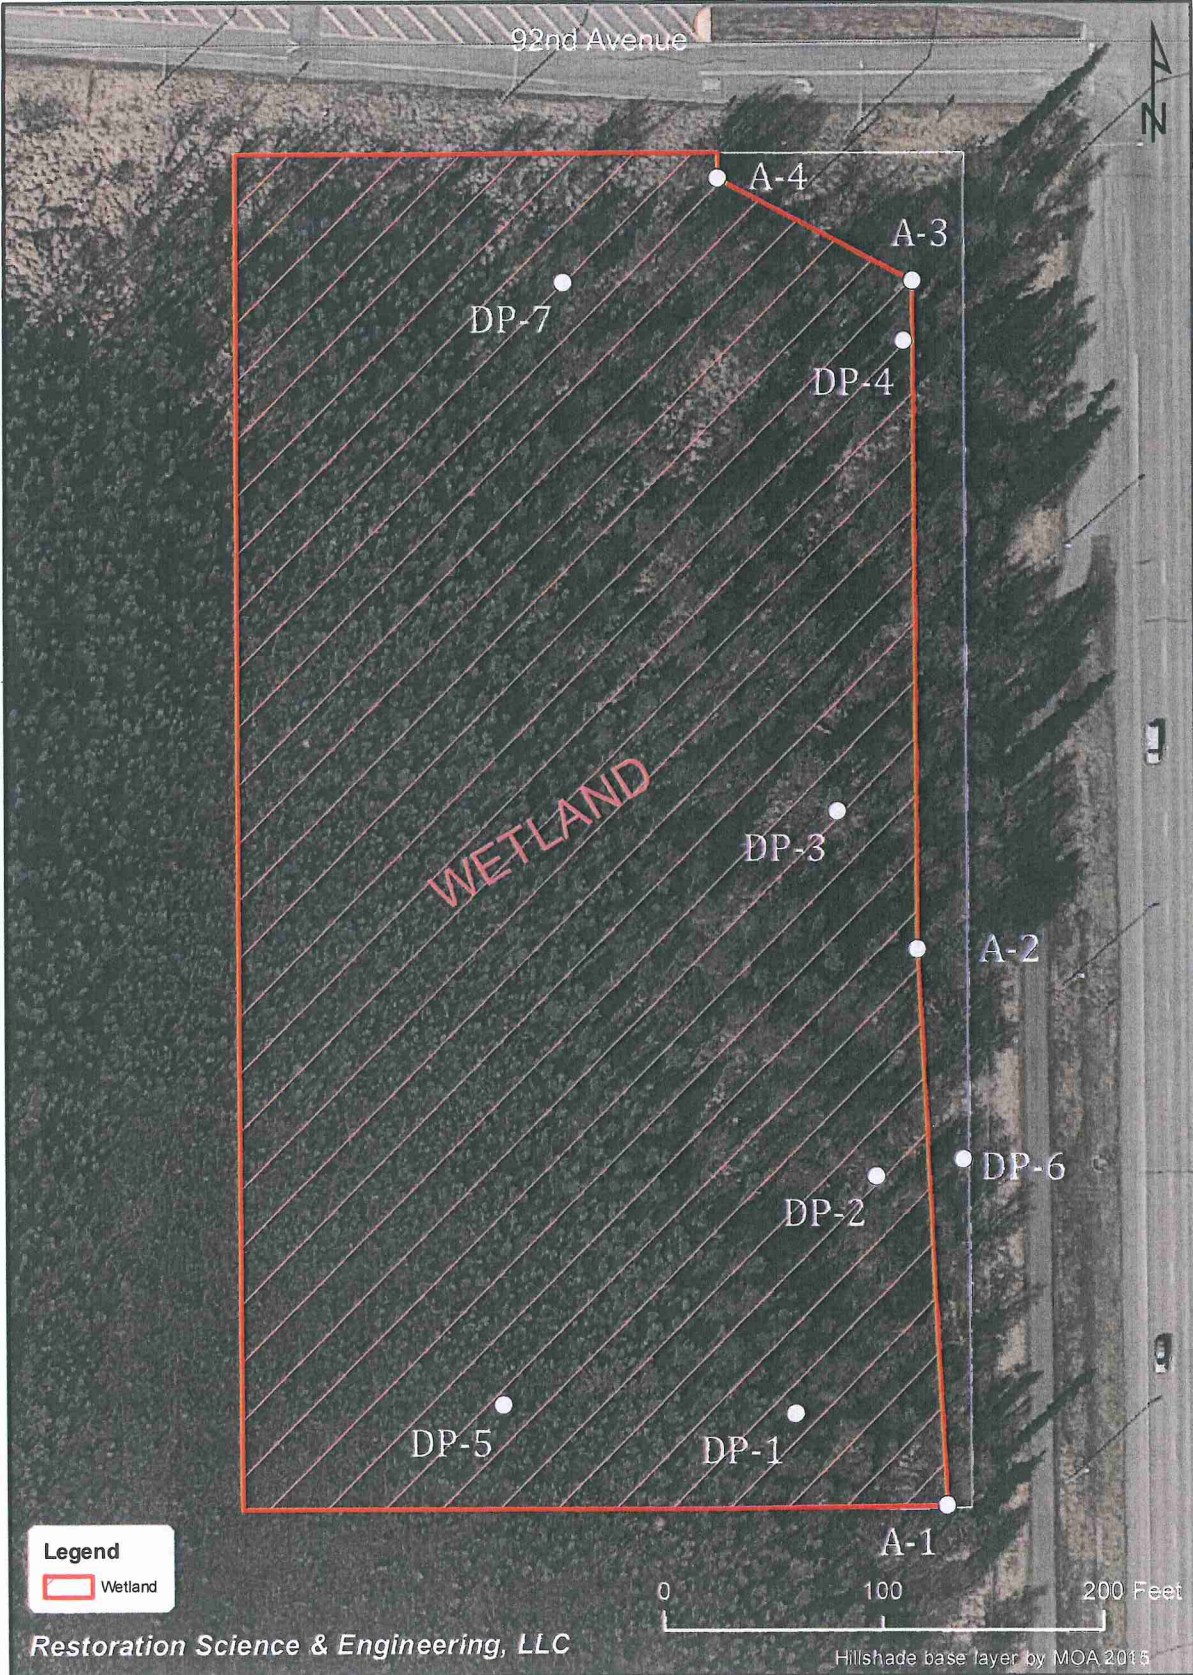 92nd Avenue
N
A-4
A-3
DP-7
DP-4
WETLAND
DP-3
A-2
DP-6
DP-2
DP-5
DP-1
A-1
Legend
Wetland
0 100 200 Feet
Restoration Science & Engineering, LLC
Hillshade base layer by MOA 2015